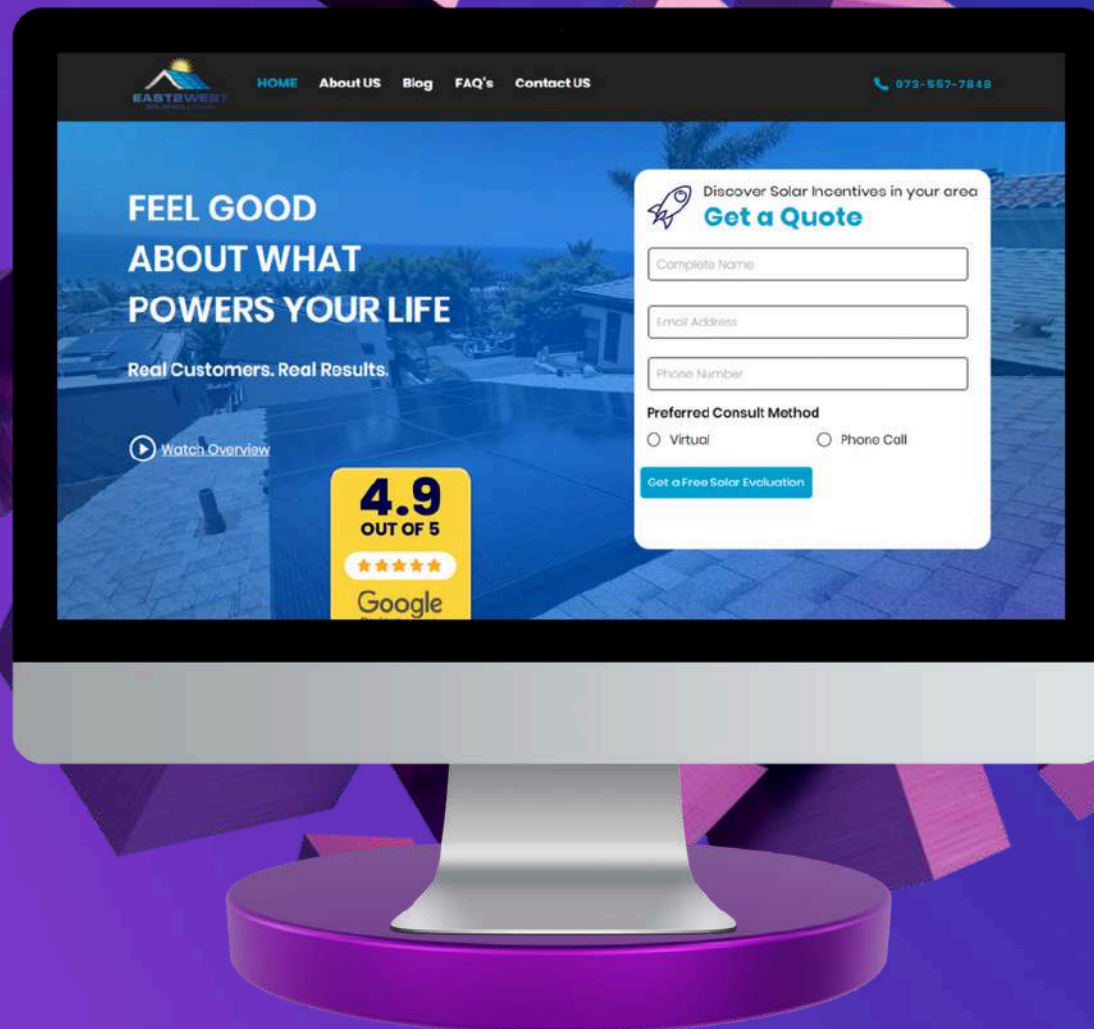 EAST2WEST
HOME About US Blog FAQ's Contact US
973-557-7848
FEEL GOOD
ABOUT WHAT
POWERS YOUR LIFE
Real Customers. Real Results.
Watch Overview
4.9
OUT OF 5
Google
Discover Solar Incentives in your area
Get a Quote
Complete Name
Email Address
Phone Number
Preferred Consult Method
Virtual Phone Call
Get a Free Solar Evaluation